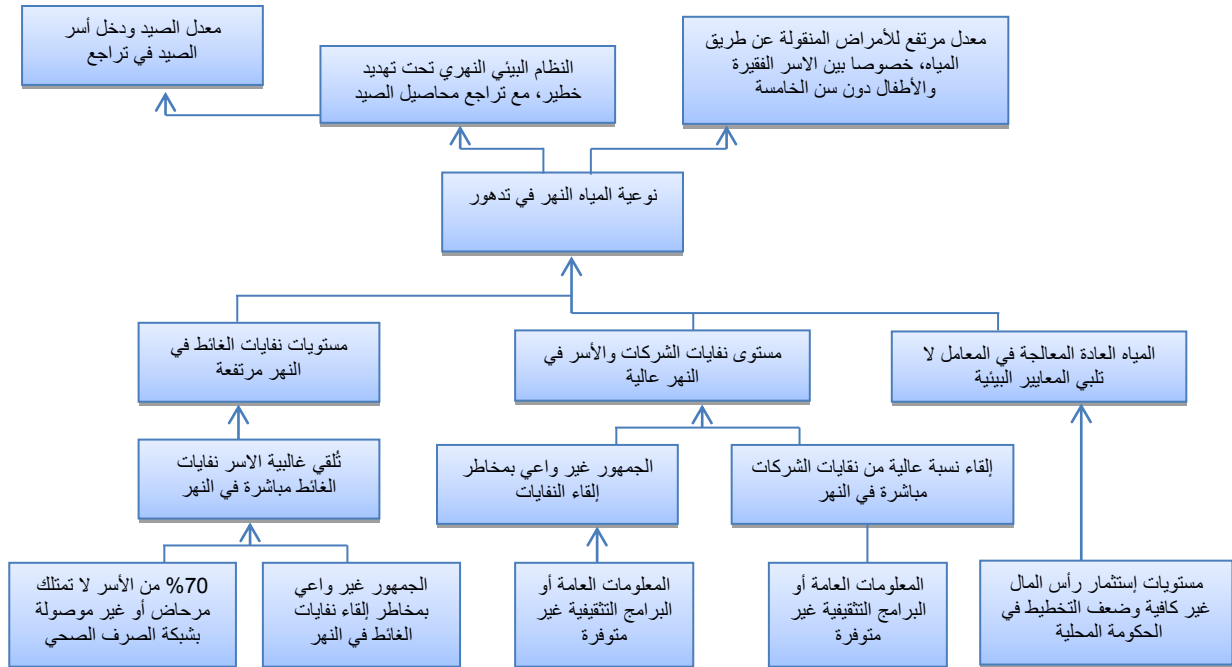 معدل الصيد ودخل أسر
الصيد في تراجع
النظام البيئي النهري تحت تهديد
خطير، مع تراجع محاصيل الصيد
معدل مرتفع للأمراض المنقولة عن طريق
المياه، خصوصا بين الاسر الفقيرة
والأطفال دون سن الخامسة
نوعية المياه النهر في تدهور
مستويات نفايات الغائط في
النهر مرتفعة
مستوى نفايات الشركات والأسر في
النهر عالية
المياه العادة المعالجة في المعامل لا
تلبي المعايير البيئية
تُلقي غالبية الاسر نفايات
الغائط مباشرة في النهر
الجمهور غير واعي بمخاطر
إلقاء النفايات
إلقاء نسبة عالية من نقايات الشركات
مباشرة في النهر
70% من الأسر لا تمتلك
مرحاض أو غير موصولة
بشبكة الصرف الصحي
الجمهور غير واعي
بمخاطر إلقاء نفايات
الغائط في النهر
المعلومات العامة أو
البرامج التثقيفية غير
متوفرة
المعلومات العامة أو
البرامج التثقيفية غير
متوفرة
مستويات إستثمار رأس المال
غير كافية وضعف التخطيط في
الحكومة المحلية